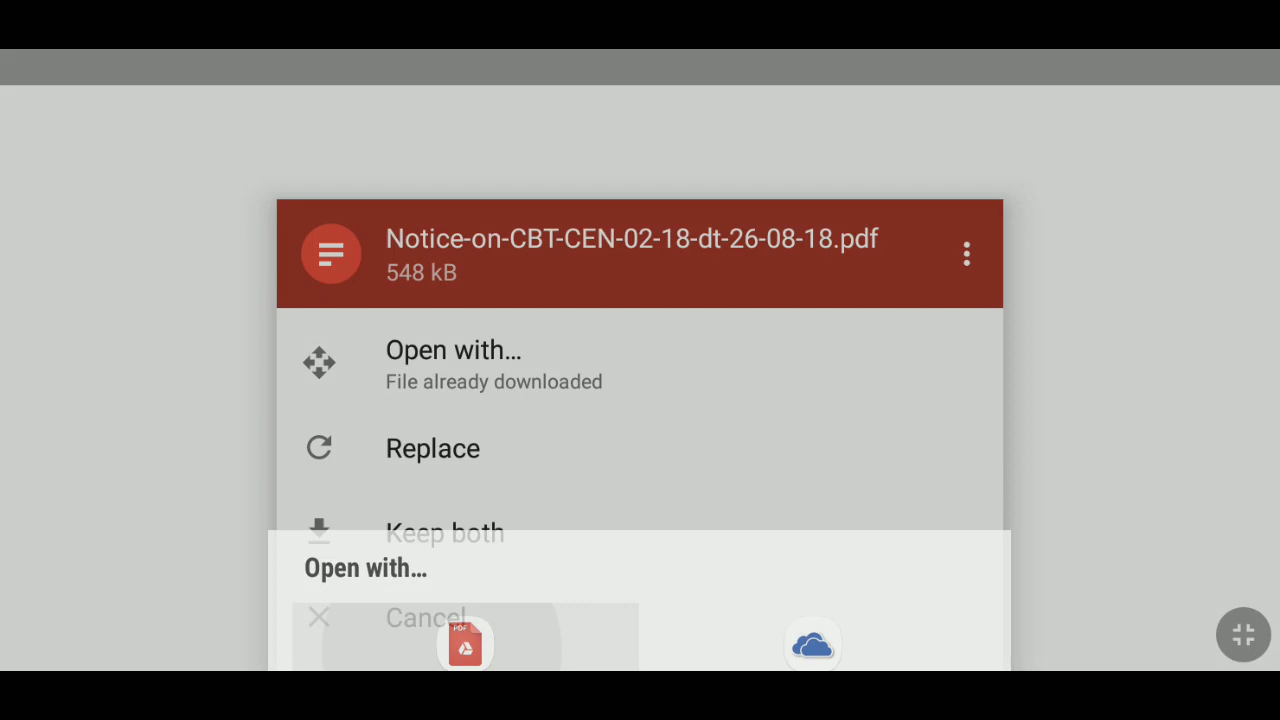 Notice-on-CBT-CEN-02-18-dt-26-08-18.pdf
548 kB
Open with...
File already downloaded
Replace
Keep both
Open with...
Cancel
PDF